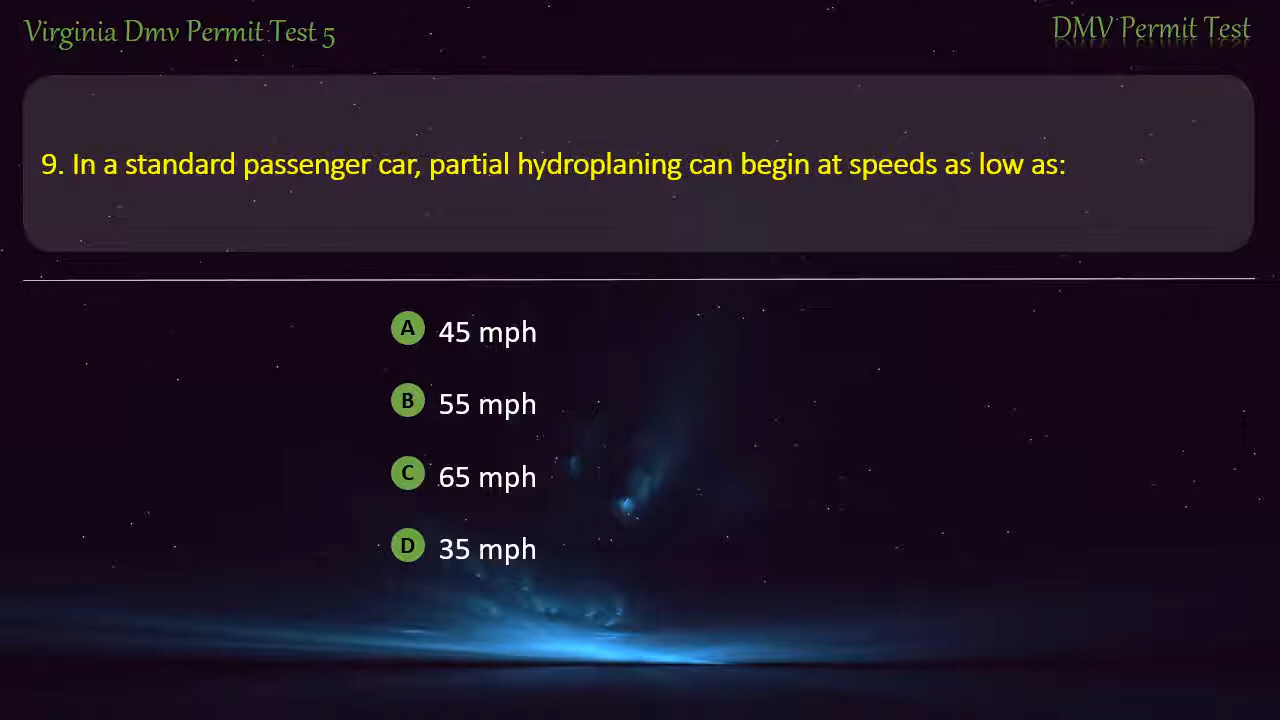 Virginia Dmv Permit Test 5
DMV Permit Test
9. In a standard passenger car, partial hydroplaning can begin at speeds as low as:
A 45 mph
B 55 mph
C 65 mph
D 35 mph